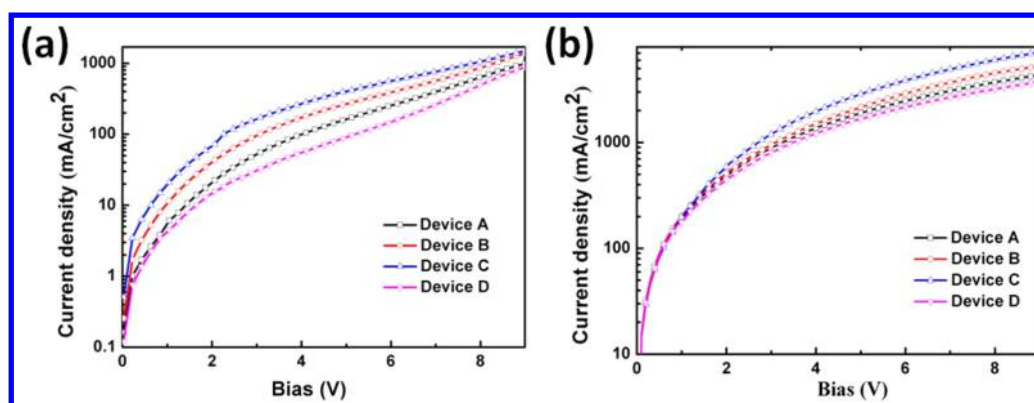 (a)
Current density (mA/cm²)
1000
100
10
1
0.1
0
2
4
6
8
Bias (V)
Device A
Device B
Device C
Device D
(b)
Current density (mA/cm²)
1000
100
10
0
2
4
6
8
Bias (V)
Device A
Device B
Device C
Device D